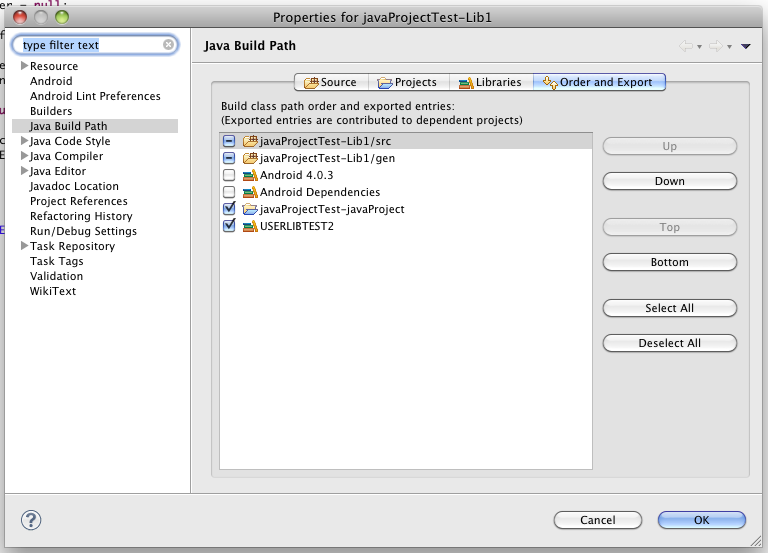 Properties for javaProjectTest-Lib1
type filter text
Java Build Path
Resource
Android
Android Lint Preferences
Builders
Java Build Path
Java Code Style
Java Compiler
Java Editor
Javadoc Location
Project References
Refactoring History
Run/Debug Settings
Task Repository
Task Tags
Validation
WikiText
Source
Projects
Libraries
Order and Export
Build class path order and exported entries:
(Exported entries are contributed to dependent projects)
javaProjectTest-Lib1/src
javaProjectTest-Lib1/gen
Android 4.0.3
Android Dependencies
javaProjectTest-javaProject
USERLIBTEST2
Up
Down
Top
Bottom
Select All
Deselect All
?
Cancel
OK